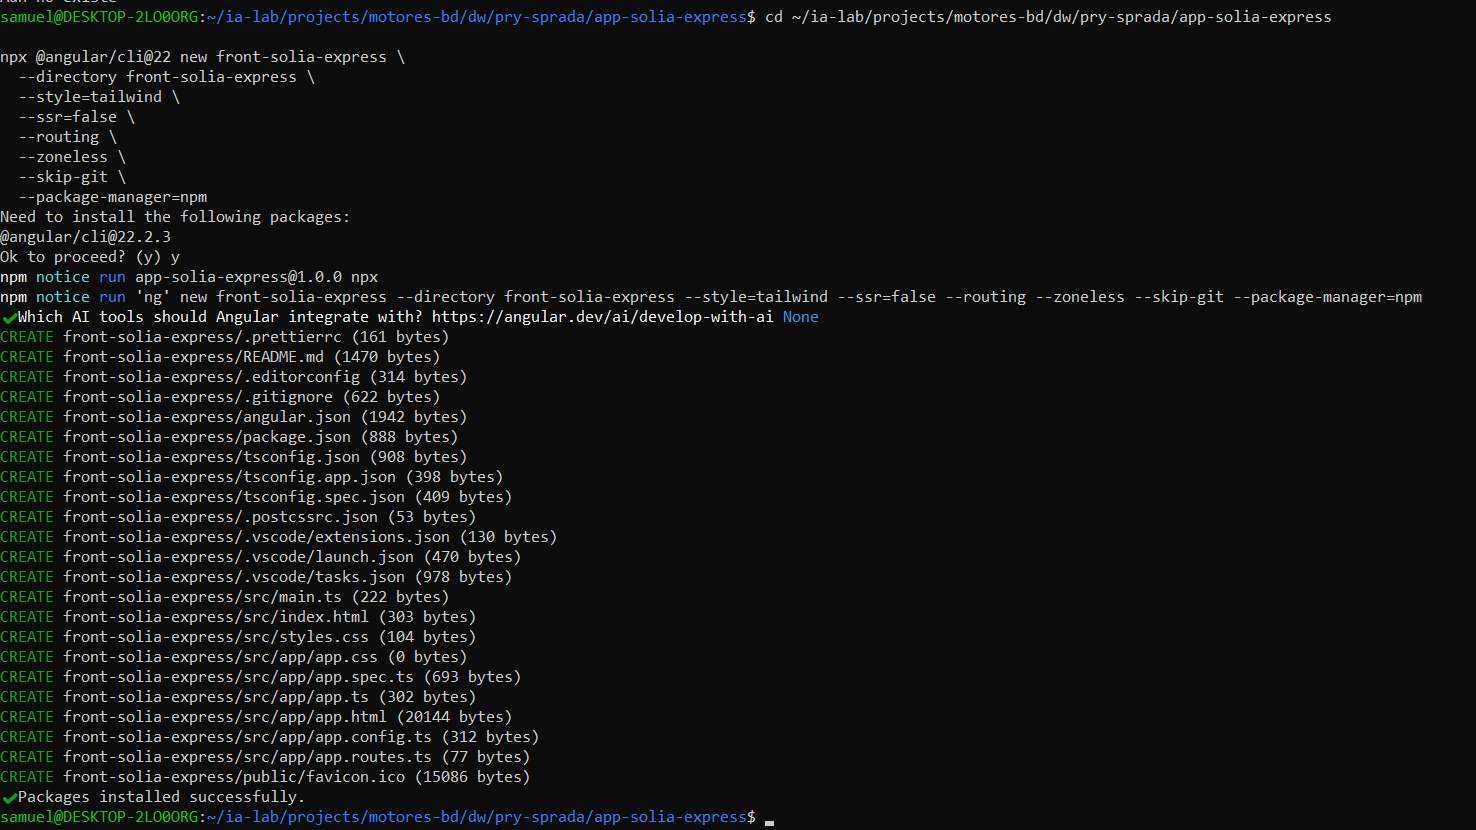 samuel@DESKTOP-2LO0ORG:~/ia-lab/projects/motores-bd/dw/pry-sprada/app-solia-express$ cd ~/ia-lab/projects/motores-bd/dw/pry-sprada/app-solia-express
npx @angular/cli@22 new front-solia-express \
  --directory front-solia-express \
  --style=tailwind \
  --ssr=false \
  --routing \
  --zoneless \
  --skip-git \
  --package-manager=npm
Need to install the following packages:
@angular/cli@22.2.3
Ok to proceed? (y) y
npm notice run app-solia-express@1.0.0 npx
npm notice run 'ng' new front-solia-express --directory front-solia-express --style=tailwind --ssr=false --routing --zoneless --skip-git --package-manager=npm
✔Which AI tools should Angular integrate with? https://angular.dev/ai/develop-with-ai None
CREATE front-solia-express/.prettierrc (161 bytes)
CREATE front-solia-express/README.md (1470 bytes)
CREATE front-solia-express/.editorconfig (314 bytes)
CREATE front-solia-express/.gitignore (622 bytes)
CREATE front-solia-express/angular.json (1942 bytes)
CREATE front-solia-express/package.json (888 bytes)
CREATE front-solia-express/tsconfig.json (908 bytes)
CREATE front-solia-express/tsconfig.app.json (398 bytes)
CREATE front-solia-express/tsconfig.spec.json (409 bytes)
CREATE front-solia-express/.postcssrc.json (53 bytes)
CREATE front-solia-express/.vscode/extensions.json (130 bytes)
CREATE front-solia-express/.vscode/launch.json (470 bytes)
CREATE front-solia-express/.vscode/tasks.json (978 bytes)
CREATE front-solia-express/src/main.ts (222 bytes)
CREATE front-solia-express/src/index.html (303 bytes)
CREATE front-solia-express/src/styles.css (104 bytes)
CREATE front-solia-express/src/app/app.css (0 bytes)
CREATE front-solia-express/src/app/app.spec.ts (693 bytes)
CREATE front-solia-express/src/app/app.ts (302 bytes)
CREATE front-solia-express/src/app/app.html (20144 bytes)
CREATE front-solia-express/src/app/app.config.ts (312 bytes)
CREATE front-solia-express/src/app/app.routes.ts (77 bytes)
CREATE front-solia-express/public/favicon.ico (15086 bytes)
✔Packages installed successfully.
samuel@DESKTOP-2LO0ORG:~/ia-lab/projects/motores-bd/dw/pry-sprada/app-solia-express$